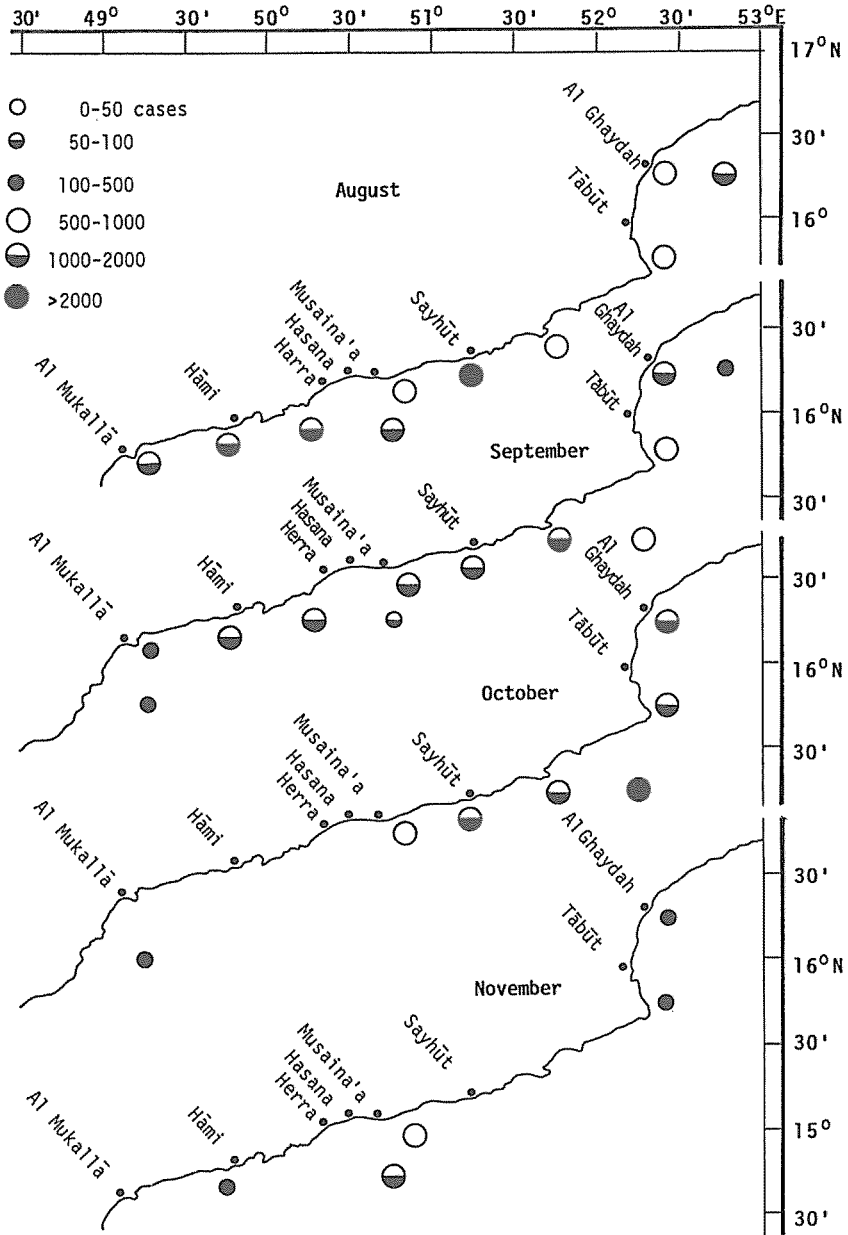 30' 49° 30' 50° 30' 51° 30' 52° 30' 53°E
17°N
0-50 cases
50-100
100-500
500-1000
1000-2000
>2000
August
Al Ghaydah
Tābūt
30'
16°
Sayhūt
Musaina'a
Hasana
Harra
Hāmi
Al Mukallā
30'
Al
Ghaydah
Tābūt
16°N
September
30'
Sayhūt
Musaina'a
Hasana
Herra
Hāmi
Al Mukallā
Al
Ghaydah
30'
Tābūt
16°N
October
30'
Sayhūt
Musaina'a
Hasana
Herra
Hāmi
Al Mukallā
Al Ghaydah
30'
Tābūt
16°N
November
30'
Sayhūt
Musaina'a
Hasana
Herra
Hāmi
Al Mukallā
15°
30'